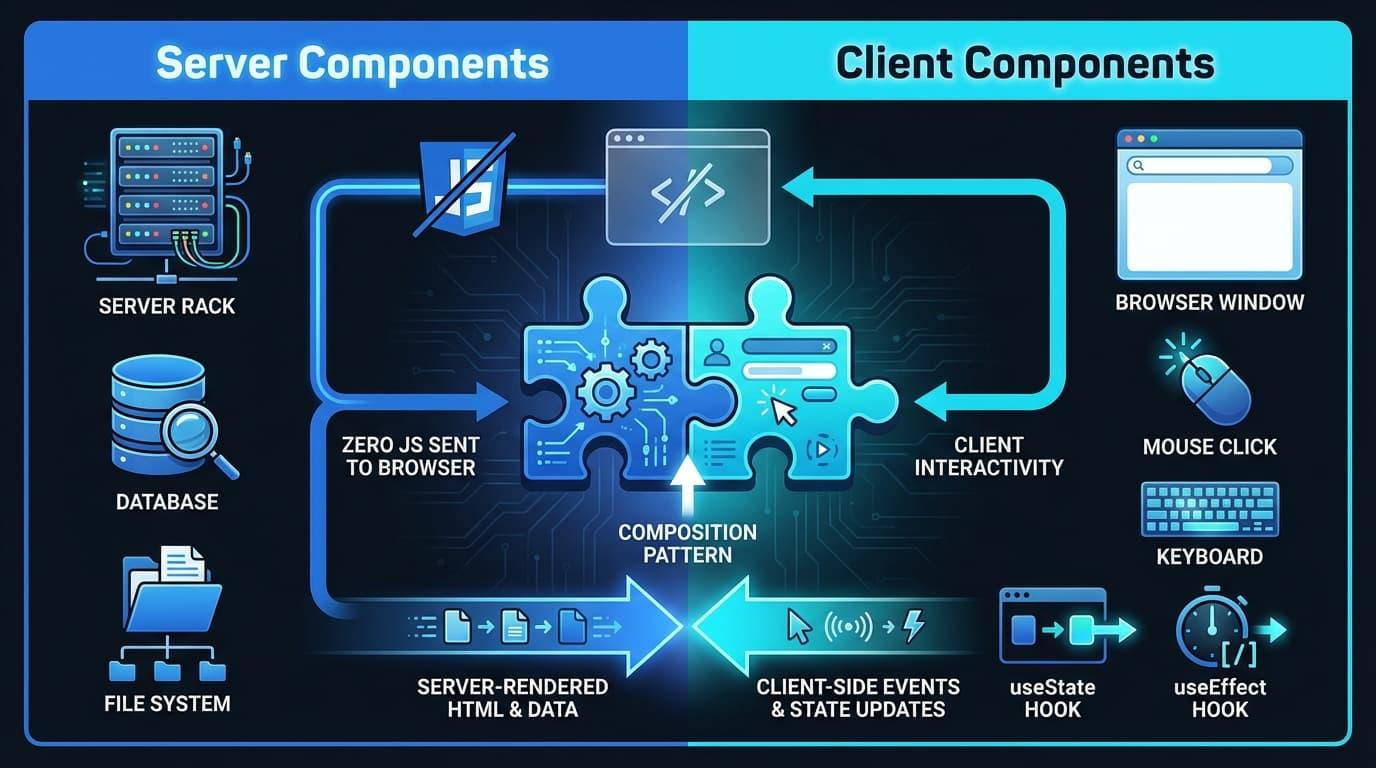 Server Components
Client Components
JS
</>
SERVER RACK
BROWSER WINDOW
DATABASE
ZERO JS SENT
TO BROWSER
CLIENT
INTERACTIVITY
MOUSE CLICK
COMPOSITION
PATTERN
KEYBOARD
FILE SYSTEM
SERVER-RENDERED
HTML & DATA
CLIENT-SIDE EVENTS
& STATE UPDATES
useState
HOOK
[/]
useEffect
HOOK